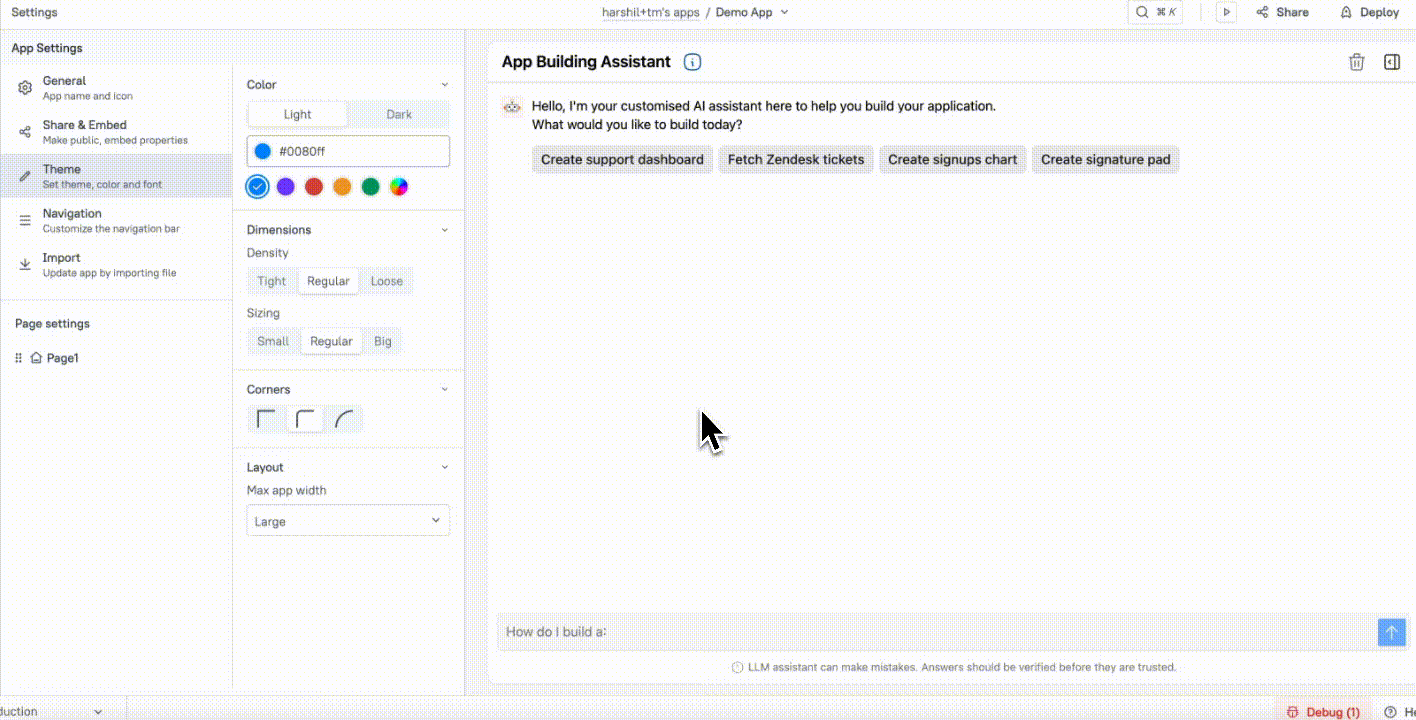 Settings
harshil+tm's apps / Demo App
⌘ K
Share
Deploy
App Settings
General
App name and icon
Share & Embed
Make public, embed properties
Theme
Set theme, color and font
Navigation
Customize the navigation bar
Import
Update app by importing file
Page settings
Page1
Color
Light
Dark
#0080ff
Dimensions
Density
Tight
Regular
Loose
Sizing
Small
Regular
Big
Corners
Layout
Max app width
Large
App Building Assistant
Hello, I'm your customised AI assistant here to help you build your application.
What would you like to build today?
Create support dashboard
Fetch Zendesk tickets
Create signups chart
Create signature pad
How do I build a:
LLM assistant can make mistakes. Answers should be verified before they are trusted.
duction
Debug (1)
He